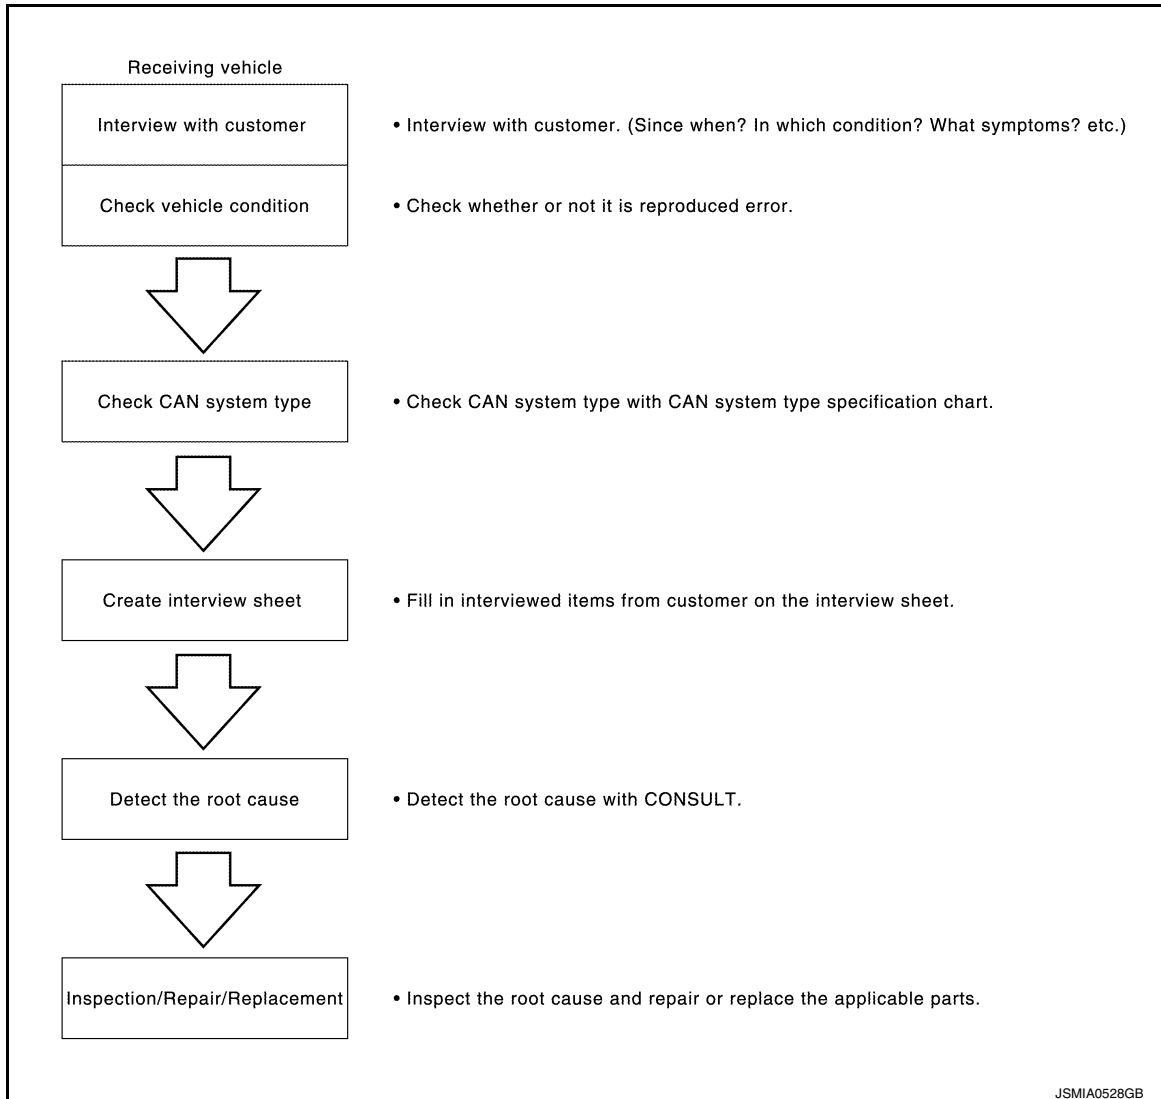 Receiving vehicle
Interview with customer
• Interview with customer. (Since when? In which condition? What symptoms? etc.)
Check vehicle condition
• Check whether or not it is reproduced error.
Check CAN system type
• Check CAN system type with CAN system type specification chart.
Create interview sheet
• Fill in interviewed items from customer on the interview sheet.
Detect the root cause
• Detect the root cause with CONSULT.
Inspection/Repair/Replacement
• Inspect the root cause and repair or replace the applicable parts.
JSMIA0528GB